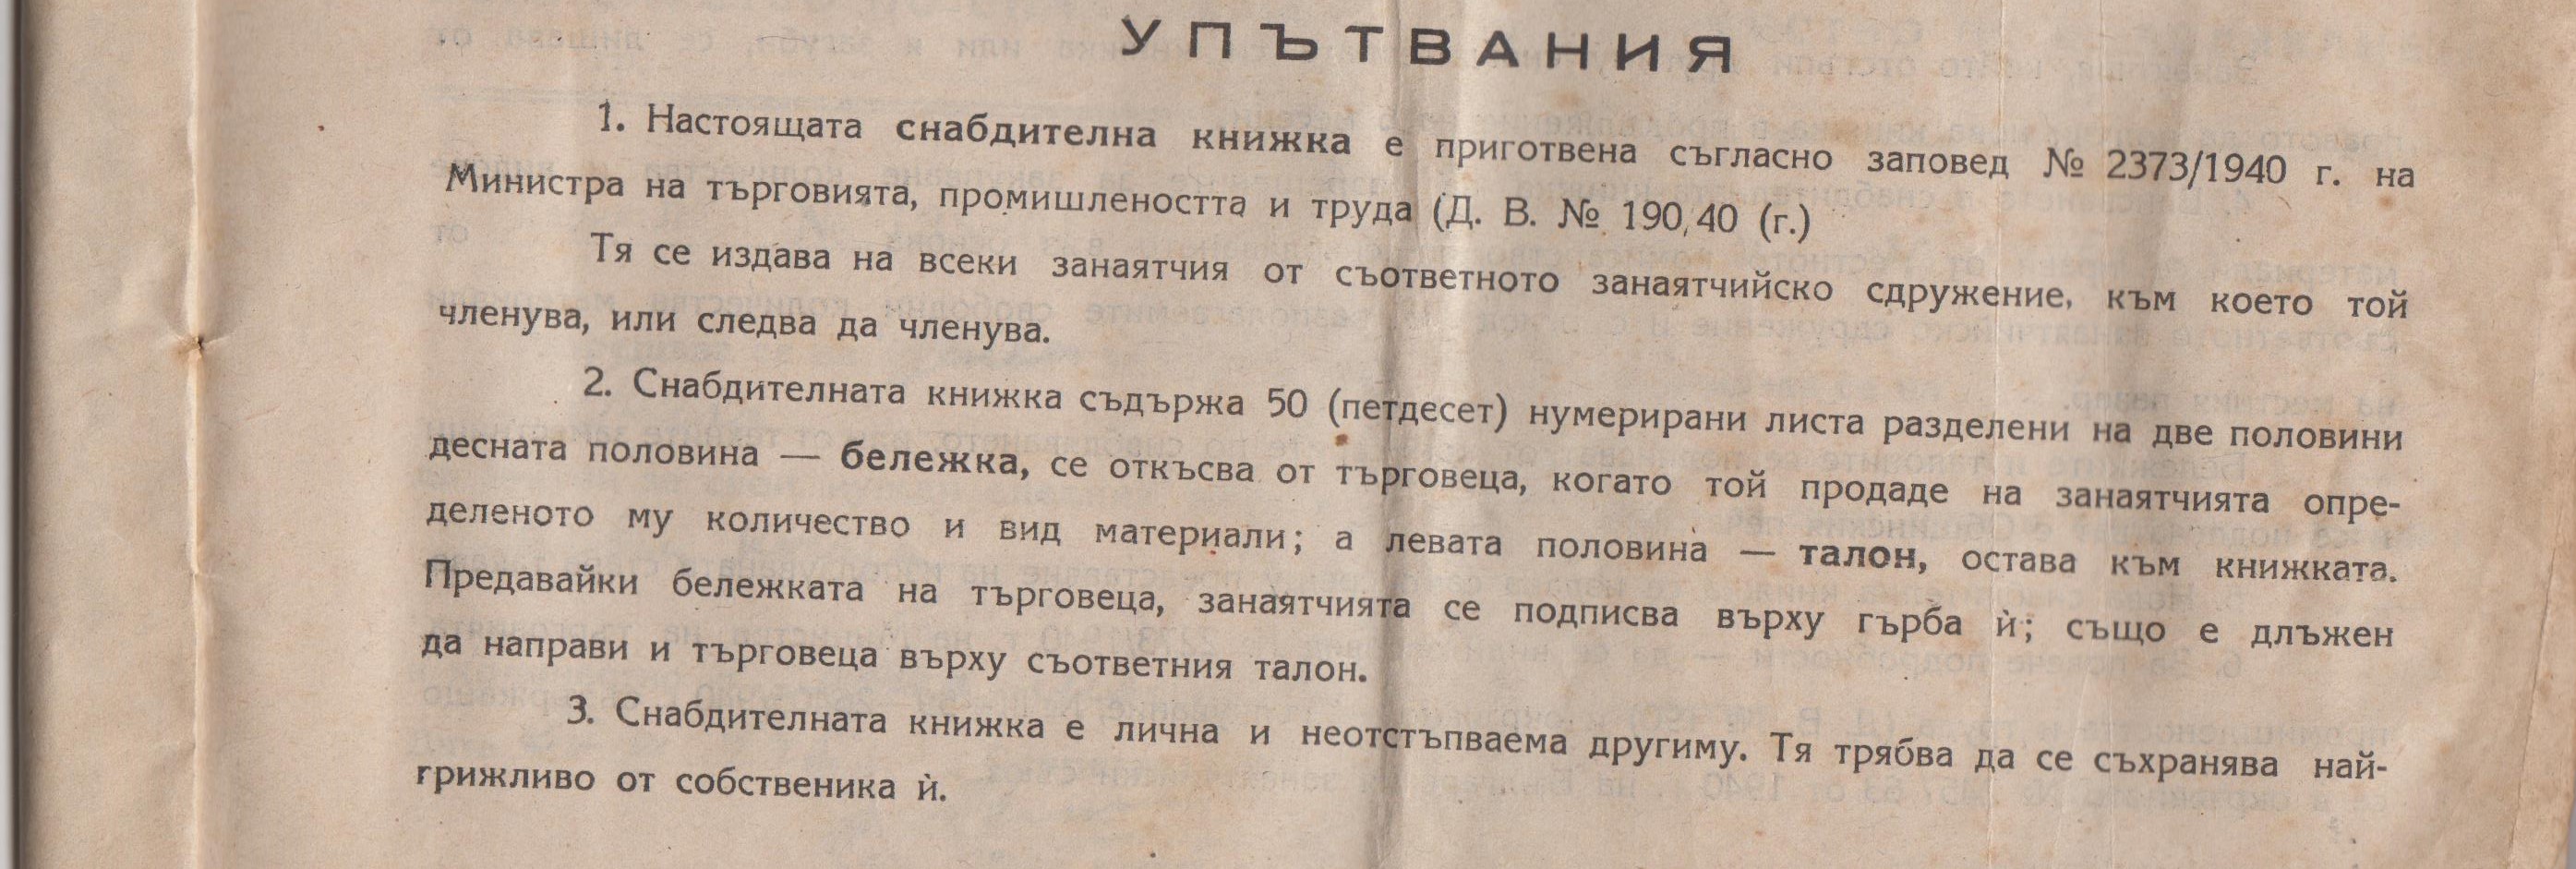 УПЪТВАНИЯ
1. Настоящата снабдителна книжка е приготвена съгласно заповед № 2373/1940 г. на
Министра на търговията, промишлеността и труда (Д. В. № 190,40 (г.)
Тя се издава на всеки занаятчия от съответното занаятчийско сдружение, към което той
членува, или следва да членува.
2. Снабдителната книжка съдържа 50 (петдесет) нумерирани листа разделени на две половини
десната половина — бележка, се откъсва от търговеца, когато той продаде на занаятчията опре-
деленото му количество и вид материали; а левата половина — талон, остава към книжката.
Предавайки бележката на търговеца, занаятчията се подписва върху гърба ѝ; също е длъжен
да направи и търговеца върху съответния талон.
3. Снабдителната книжка е лична и неотстъпваема другиму. Тя трябва да се съхранява най-
грижливо от собственика ѝ.